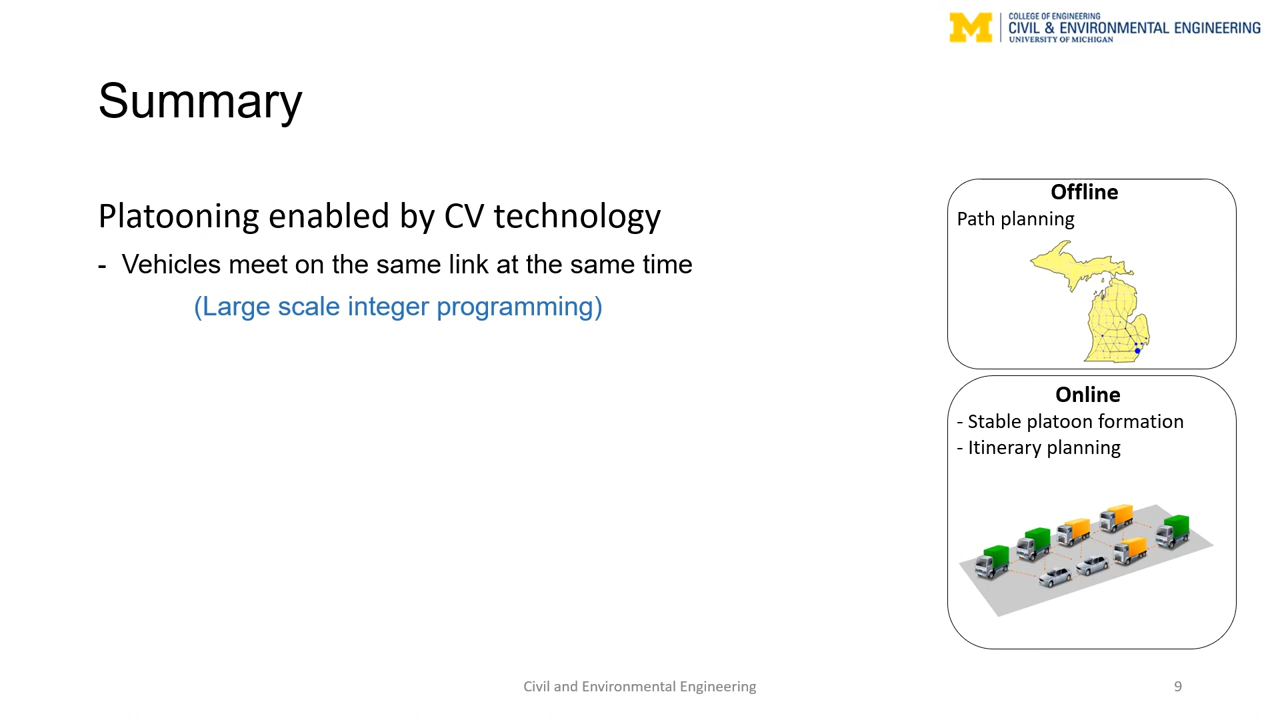 M
COLLEGE OF ENGINEERING
CIVIL & ENVIRONMENTAL ENGINEERING
UNIVERSITY OF MICHIGAN
Summary
Platooning enabled by CV technology
- Vehicles meet on the same link at the same time
(Large scale integer programming)
Offline
Path planning
Online
- Stable platoon formation
- Itinerary planning
Civil and Environmental Engineering
9